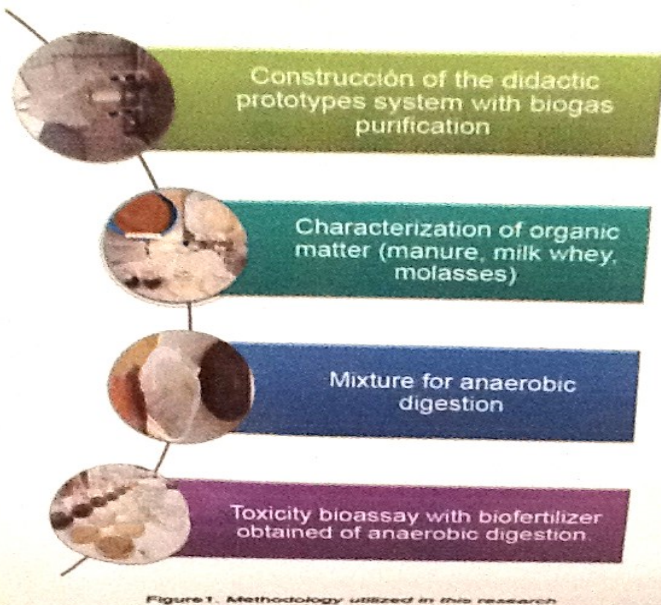 Construcción of the didactic
prototypes system with biogas
purification
Characterization of organic
matter (manure, milk whey,
molasses)
Mixture for anaerobic
digestion
Toxicity bioassay with biofertilizer
obtained of anaerobic digestion.
Figure1. Methodology utilized in this research